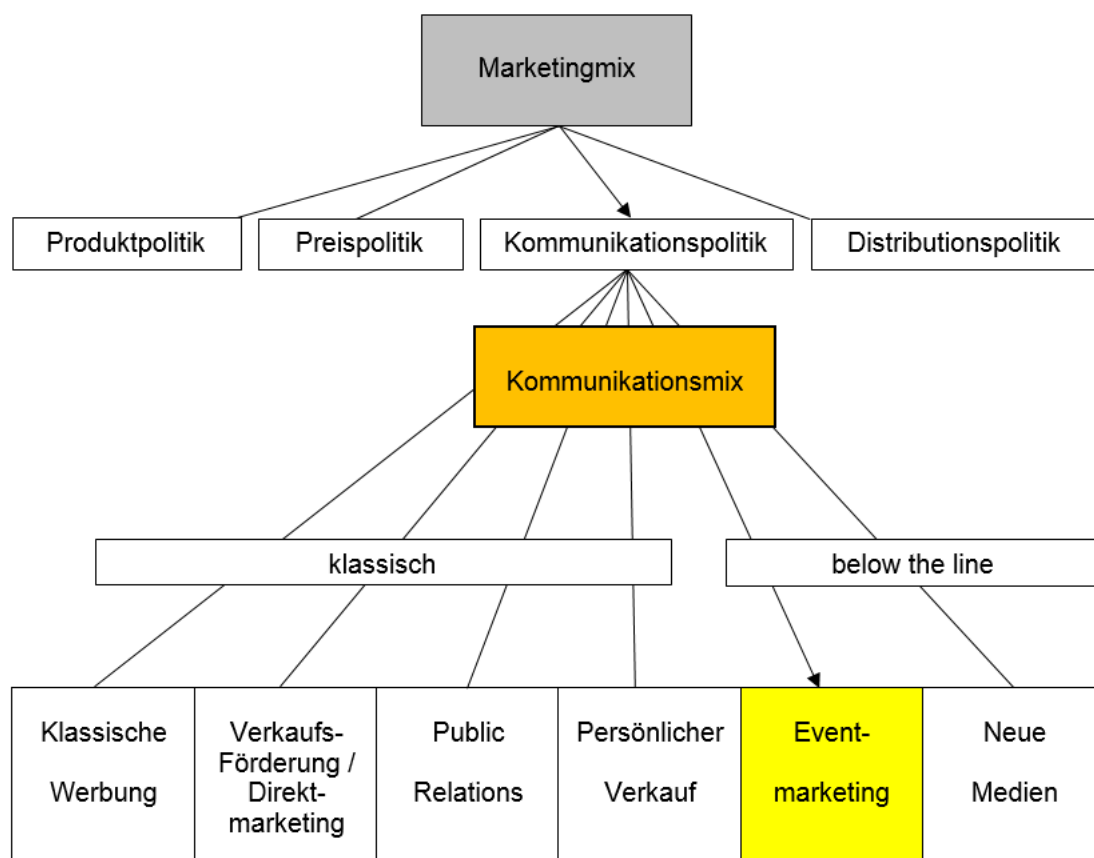 Marketingmix
Produktpolitik
Preispolitik
Kommunikationspolitik
Distributionspolitik
Kommunikationsmix
klassisch
below the line
Klassische
Werbung
Verkaufs-
Förderung /
Direkt-
marketing
Public
Relations
Persönlicher
Verkauf
Event-
marketing
Neue
Medien